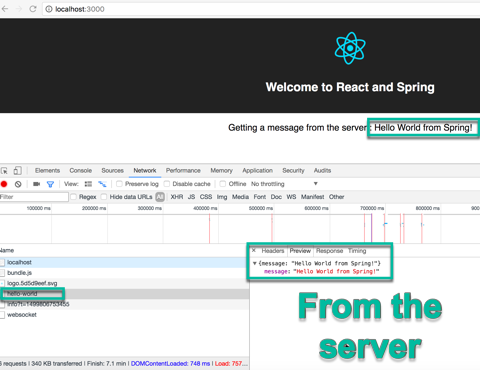 localhost:3000
Welcome to React and Spring
Getting a message from the server: Hello World from Spring!
Elements Console Sources Network Performance Memory Application Security Audits
View: Preserve log Disable cache Offline No throttling
Filter Regex Hide data URLs All XHR JS CSS Img Media Font Doc WS Manifest Other
100000 ms 200000 ms 300000 ms 400000 ms 500000 ms 600000 ms 700000 ms 800000 ms 900
Name × Headers Preview Response Timing
localhost
bundle.js
logo.5d5d9eef.svg
hello-world
info?t=1499806753455
websocket
▼{message: "Hello World from Spring!"}
message: "Hello World from Spring!"
From the
server
6 requests | 340 KB transferred | Finish: 7.1 min | DOMContentLoaded: 748 ms | Load: 757...